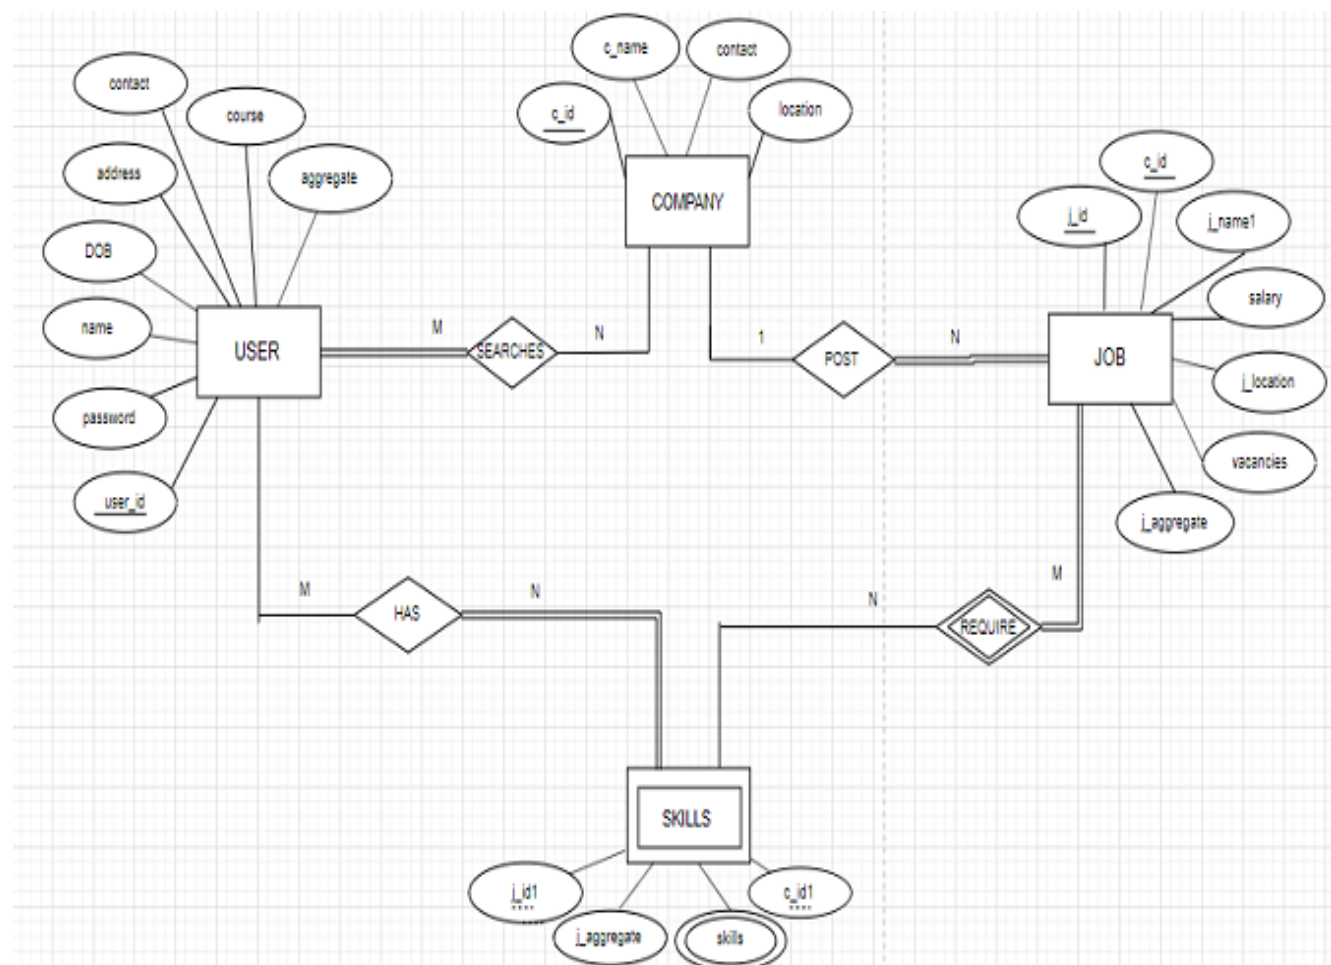 c_name
contact
contact
c_id
location
course
address
aggregate
c_id
COMPANY
j_id
j_name1
DOB
salary
name
USER
M
SEARCHES
N
1
POST
N
JOB
j_location
password
vacancies
user_id
j_aggregate
M
N
HAS
N
M
REQUIRE
SKILLS
j_id1
c_id1
j_aggregate
skills